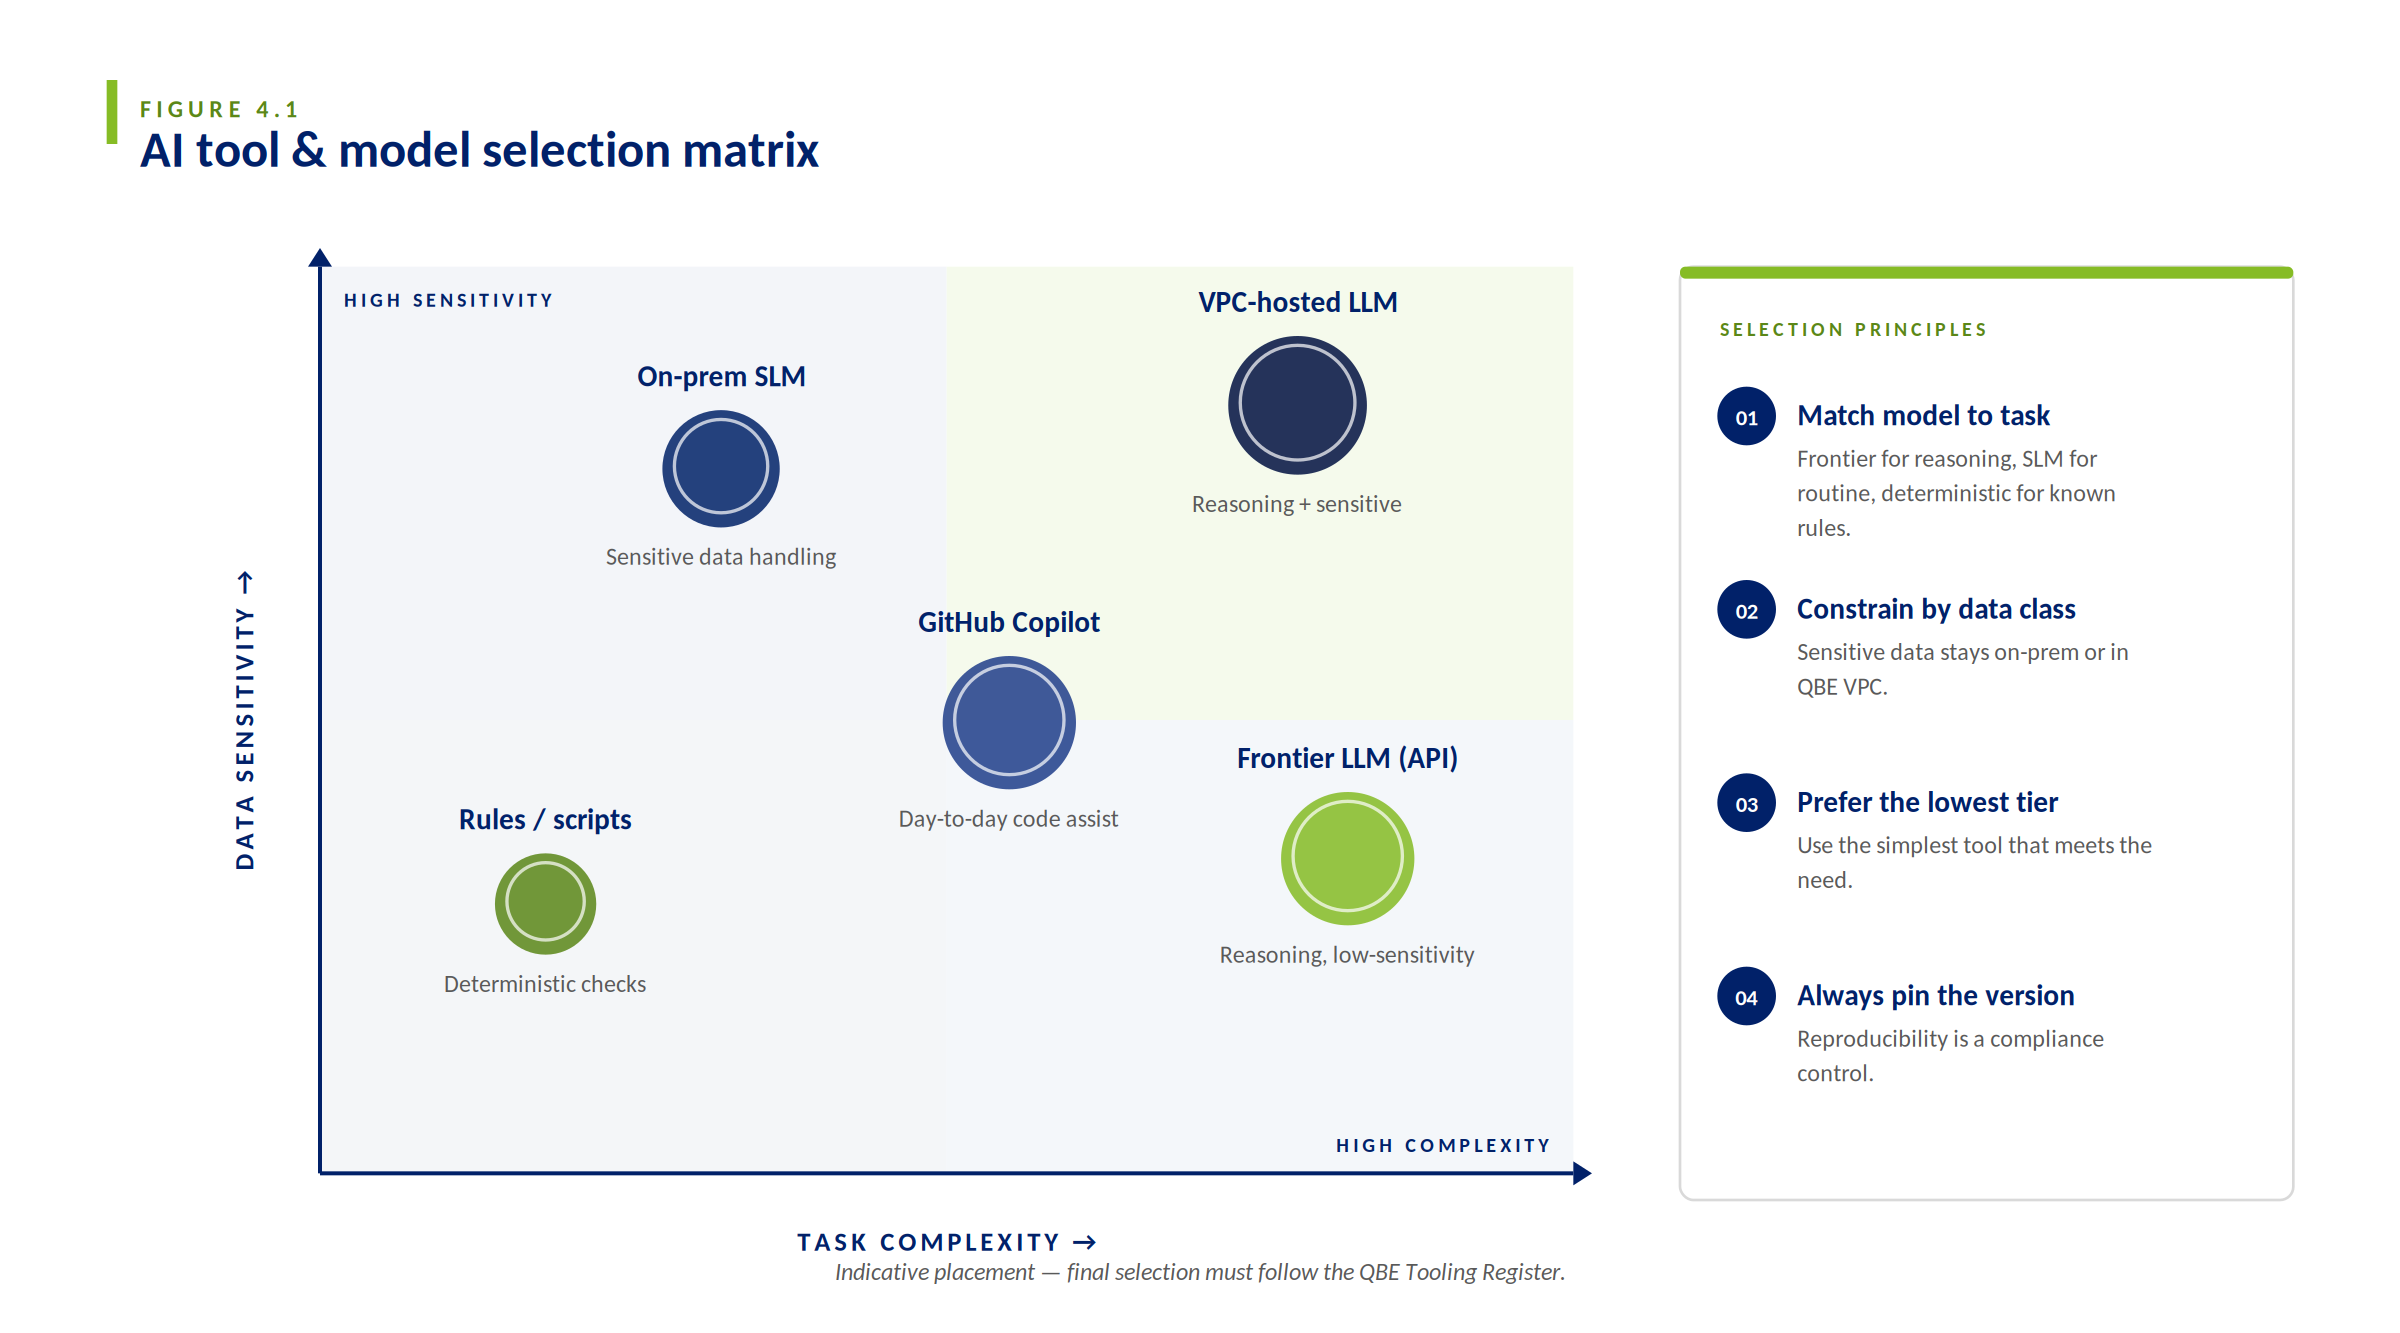 FIGURE 4.1
AI tool & model selection matrix
HIGH SENSITIVITY
VPC-hosted LLM
Reasoning + sensitive
On-prem SLM
Sensitive data handling
GitHub Copilot
Day-to-day code assist
Frontier LLM (API)
Reasoning, low-sensitivity
Rules / scripts
Deterministic checks
HIGH COMPLEXITY
DATA SENSITIVITY →
TASK COMPLEXITY →
Indicative placement — final selection must follow the QBE Tooling Register.
SELECTION PRINCIPLES
01
Match model to task
Frontier for reasoning, SLM for
routine, deterministic for known
rules.
02
Constrain by data class
Sensitive data stays on-prem or in
QBE VPC.
03
Prefer the lowest tier
Use the simplest tool that meets the
need.
04
Always pin the version
Reproducibility is a compliance
control.